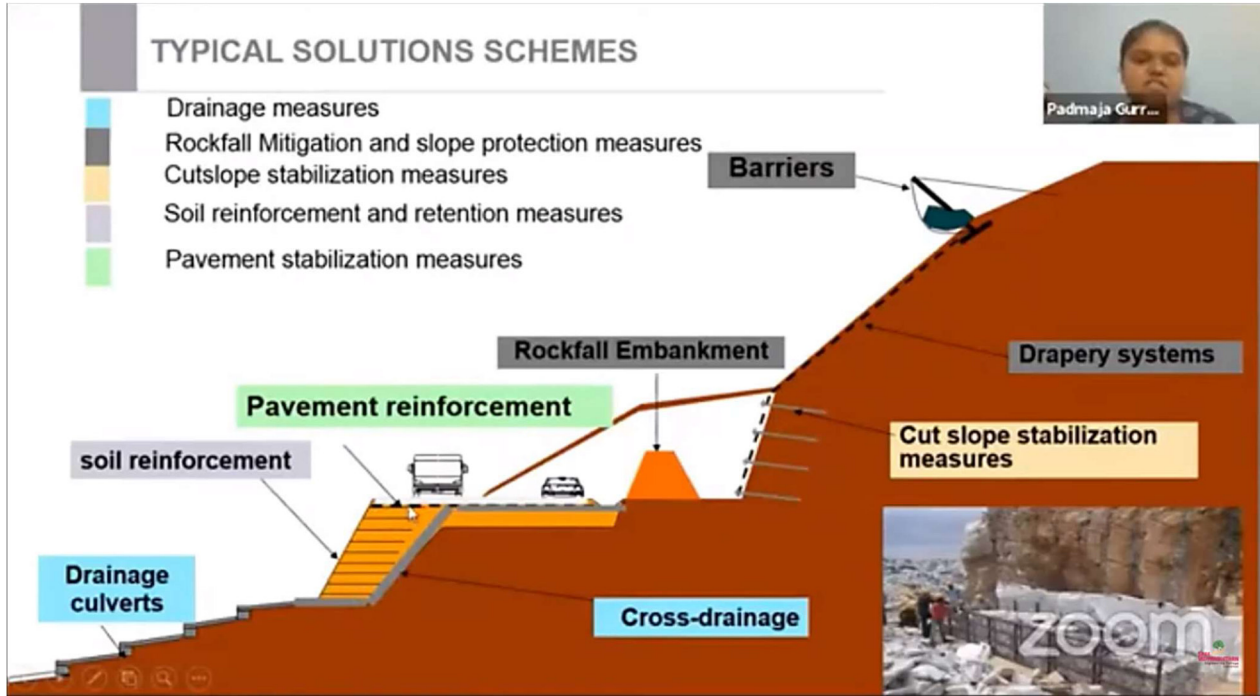 TYPICAL SOLUTIONS SCHEMES
Padmaja Gurr...
Drainage measures
Rockfall Mitigation and slope protection measures
Cutslope stabilization measures
Soil reinforcement and retention measures
Pavement stabilization measures
Barriers
Rockfall Embankment
Drapery systems
Pavement reinforcement
Cut slope stabilization
measures
soil reinforcement
Drainage
culverts
Cross-drainage
zoom